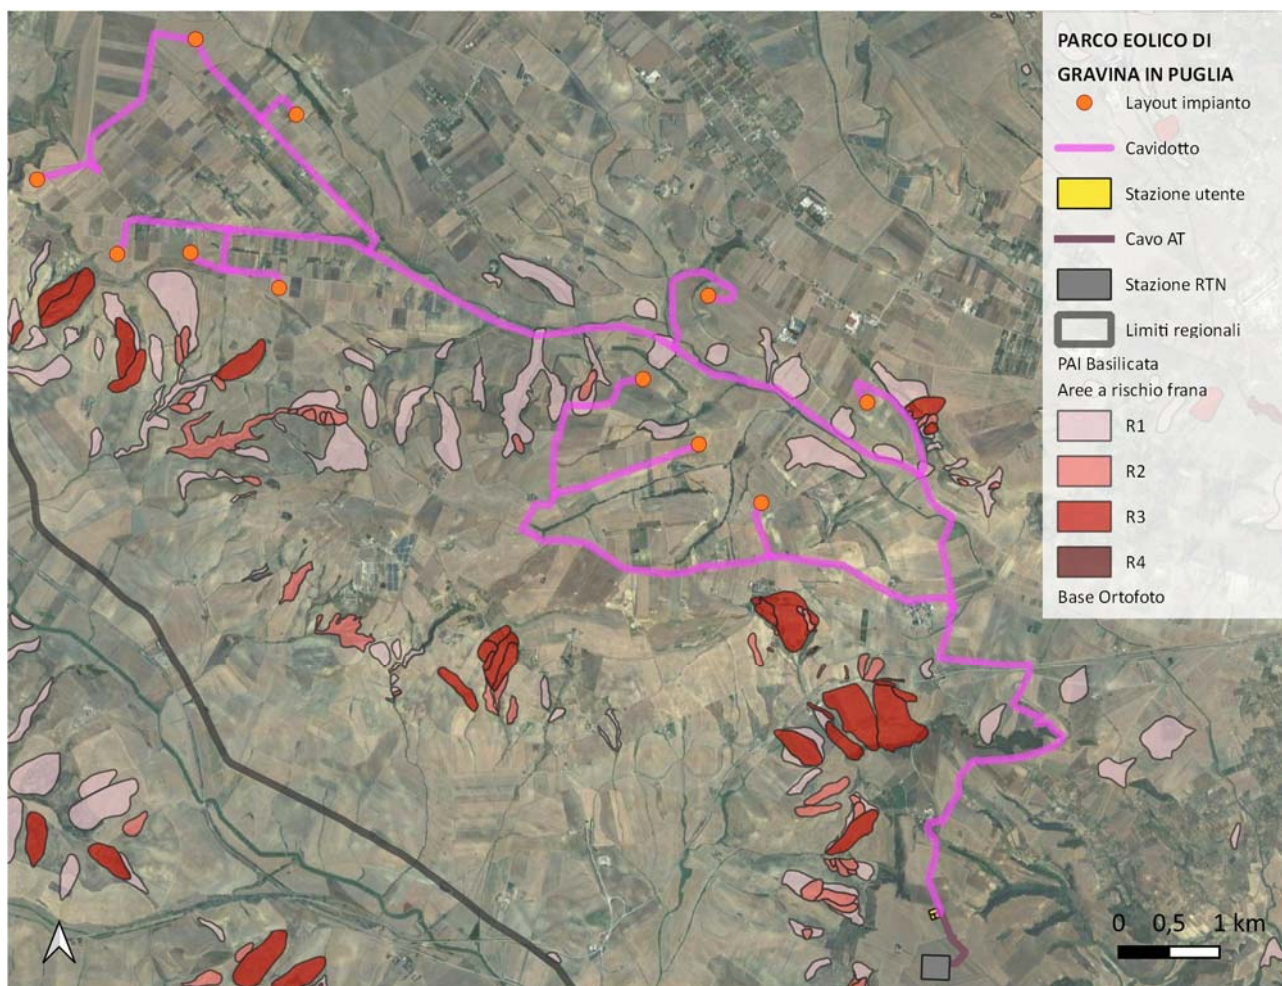 PARCO EOLICO DI
GRAVINA IN PUGLIA
Layout impianto
Cavidotto
Stazione utente
Cavo AT
Stazione RTN
Limiti regionali
PAI Basilicata
Aree a rischio frana
R1
R2
R3
R4
Base Ortofoto
0 0,5 1 km